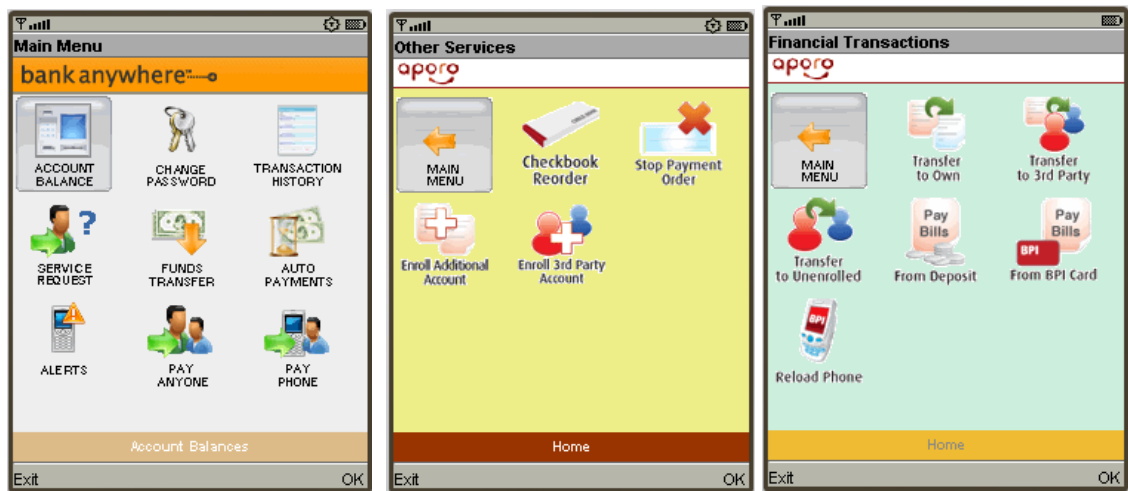 Main Menu
bank anywhere
ACCOUNT
BALANCE
CHANGE
PASSWORD
TRANSACTION
HISTORY
SERVICE
REQUEST
FUNDS
TRANSFER
AUTO
PAYMENTS
ALERTS
PAY
ANYONE
PAY
PHONE
Account Balances
Exit OK
Other Services
aporo
MAIN
MENU
Checkbook
Reorder
Stop Payment
Order
Enroll Additional
Account
Enroll 3rd Party
Account
Home
Exit OK
Financial Transactions
aporo
MAIN
MENU
Transfer
to Own
Transfer
to 3rd Party
Transfer
to Unenrolled
Pay
Bills
From Deposit
Pay
Bills
BPI
From BPI Card
BPI
Reload Phone
Home
Exit OK